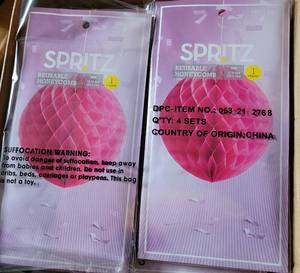 SPRITZ
REUSABLE
HONEYCOMB
1
SUFFOCATION WARNING:
To avoid danger of suffocation, keep away
from babies and children. Do not use in
cribs, beds, carriages or playpens. This bag
is not a toy.
SPRITZ
REUSABLE
HONEYCOMB
1
DPC-ITEM NO.: 053 21 2768
Q'TY: 4 SETS
COUNTRY OF ORIGIN:CHINA